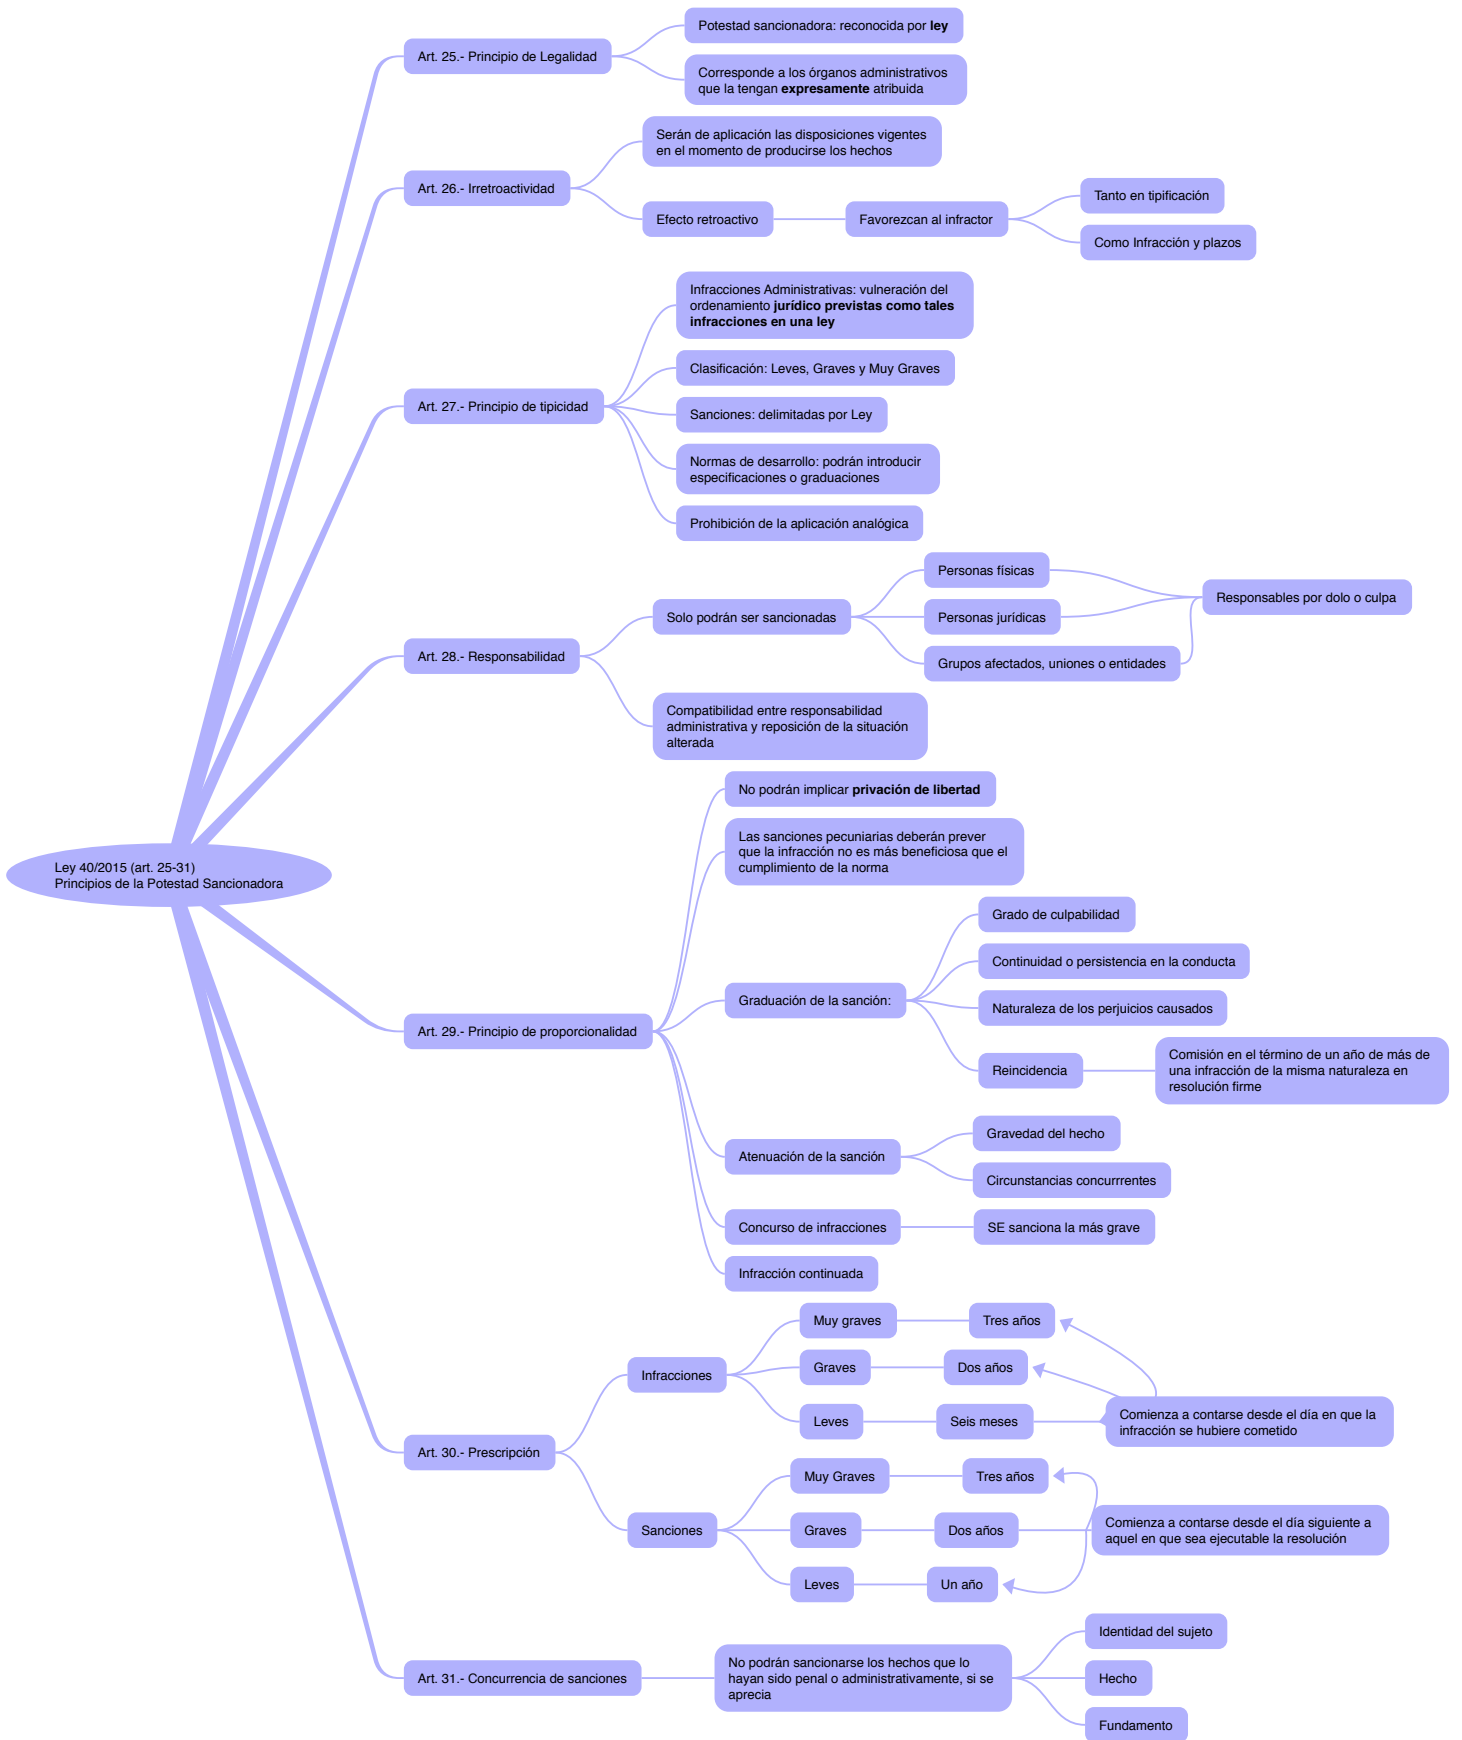 Ley 40/2015 (art. 25-31)
Principios de la Potestad Sancionadora
Art. 25.- Principio de Legalidad
Potestad sancionadora: reconocida por ley
Corresponde a los órganos administrativos
que la tengan expresamente atribuida
Art. 26.- Irretroactividad
Serán de aplicación las disposiciones vigentes
en el momento de producirse los hechos
Efecto retroactivo
Favorezcan al infractor
Tanto en tipificación
Como Infracción y plazos
Art. 27.- Principio de tipicidad
Infracciones Administrativas: vulneración del
ordenamiento jurídico previstas como tales
infracciones en una ley
Clasificación: Leves, Graves y Muy Graves
Sanciones: delimitadas por Ley
Normas de desarrollo: podrán introducir
especificaciones o graduaciones
Prohibición de la aplicación analógica
Art. 28.- Responsabilidad
Solo podrán ser sancionadas
Personas físicas
Personas jurídicas
Grupos afectados, uniones o entidades
Responsables por dolo o culpa
Compatibilidad entre responsabilidad
administrativa y reposición de la situación
alterada
Art. 29.- Principio de proporcionalidad
No podrán implicar privación de libertad
Las sanciones pecuniarias deberán prever
que la infracción no es más beneficiosa que el
cumplimiento de la norma
Graduación de la sanción:
Grado de culpabilidad
Continuidad o persistencia en la conducta
Naturaleza de los perjuicios causados
Reincidencia
Comisión en el término de un año de más de
una infracción de la misma naturaleza en
resolución firme
Atenuación de la sanción
Gravedad del hecho
Circunstancias concurrrentes
Concurso de infracciones
SE sanciona la más grave
Infracción continuada
Art. 30.- Prescripción
Infracciones
Muy graves
Tres años
Graves
Dos años
Leves
Seis meses
Comienza a contarse desde el día en que la
infracción se hubiere cometido
Sanciones
Muy Graves
Tres años
Graves
Dos años
Leves
Un año
Comienza a contarse desde el día siguiente a
aquel en que sea ejecutable la resolución
Art. 31.- Concurrencia de sanciones
No podrán sancionarse los hechos que lo
hayan sido penal o administrativamente, si se
aprecia
Identidad del sujeto
Hecho
Fundamento